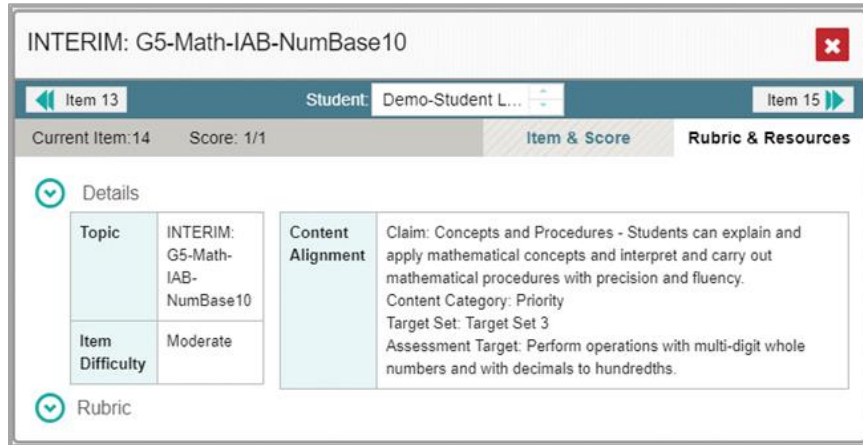 INTERIM: G5-Math-IAB-NumBase10
Item 13
Student:
Demo-Student L...
Item 15
Current Item:14
Score: 1/1
Item & Score
Rubric & Resources
Details
Topic
INTERIM:
G5-Math-
IAB-
NumBase10
Item
Difficulty
Moderate
Content
Alignment
Claim: Concepts and Procedures - Students can explain and
apply mathematical concepts and interpret and carry out
mathematical procedures with precision and fluency.
Content Category: Priority
Target Set: Target Set 3
Assessment Target: Perform operations with multi-digit whole
numbers and with decimals to hundredths.
Rubric